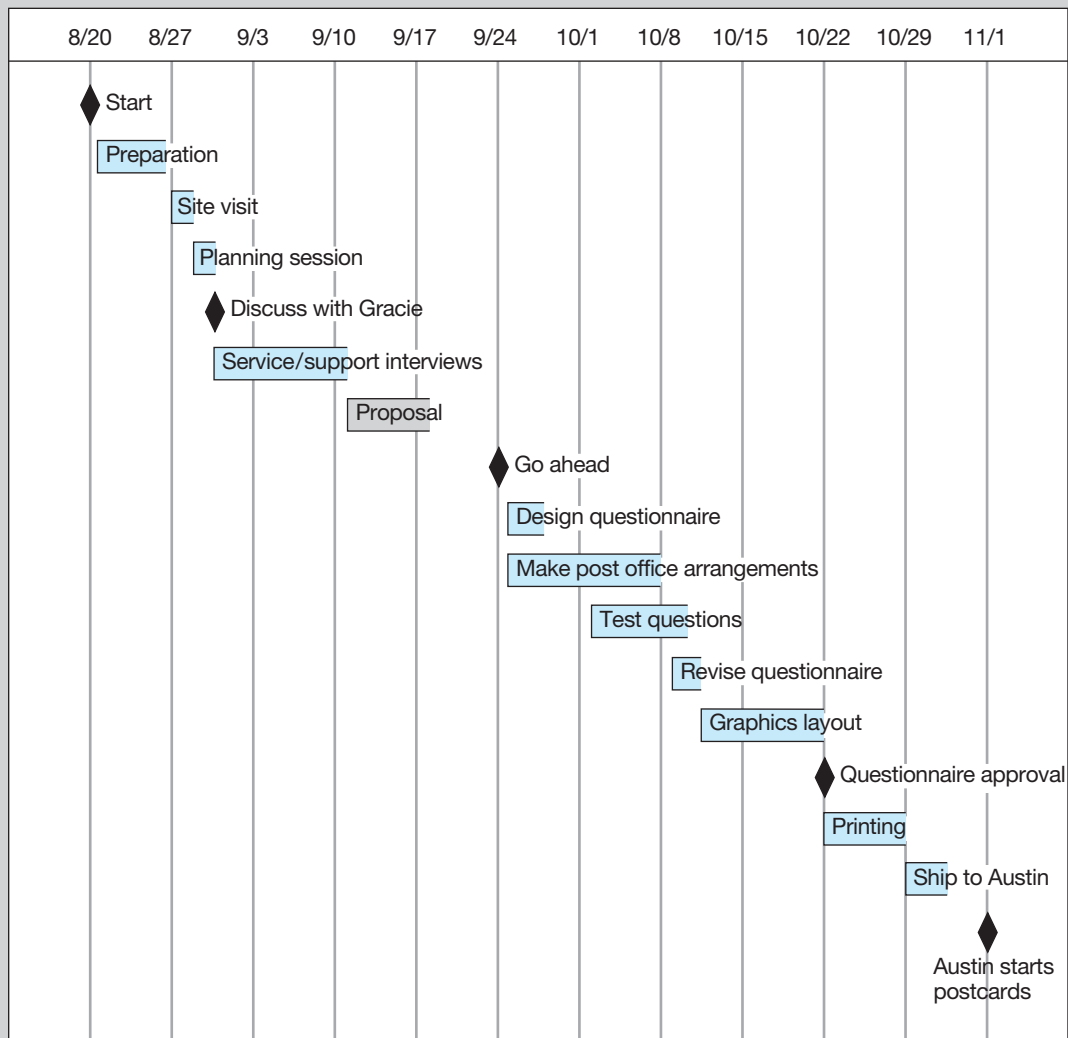 8/20 8/27 9/3 9/10 9/17 9/24 10/1 10/8 10/15 10/22 10/29 11/1
Start
Preparation
Site visit
Planning session
Discuss with Gracie
Service/support interviews
Proposal
Go ahead
Design questionnaire
Make post office arrangements
Test questions
Revise questionnaire
Graphics layout
Questionnaire approval
Printing
Ship to Austin
Austin starts
postcards